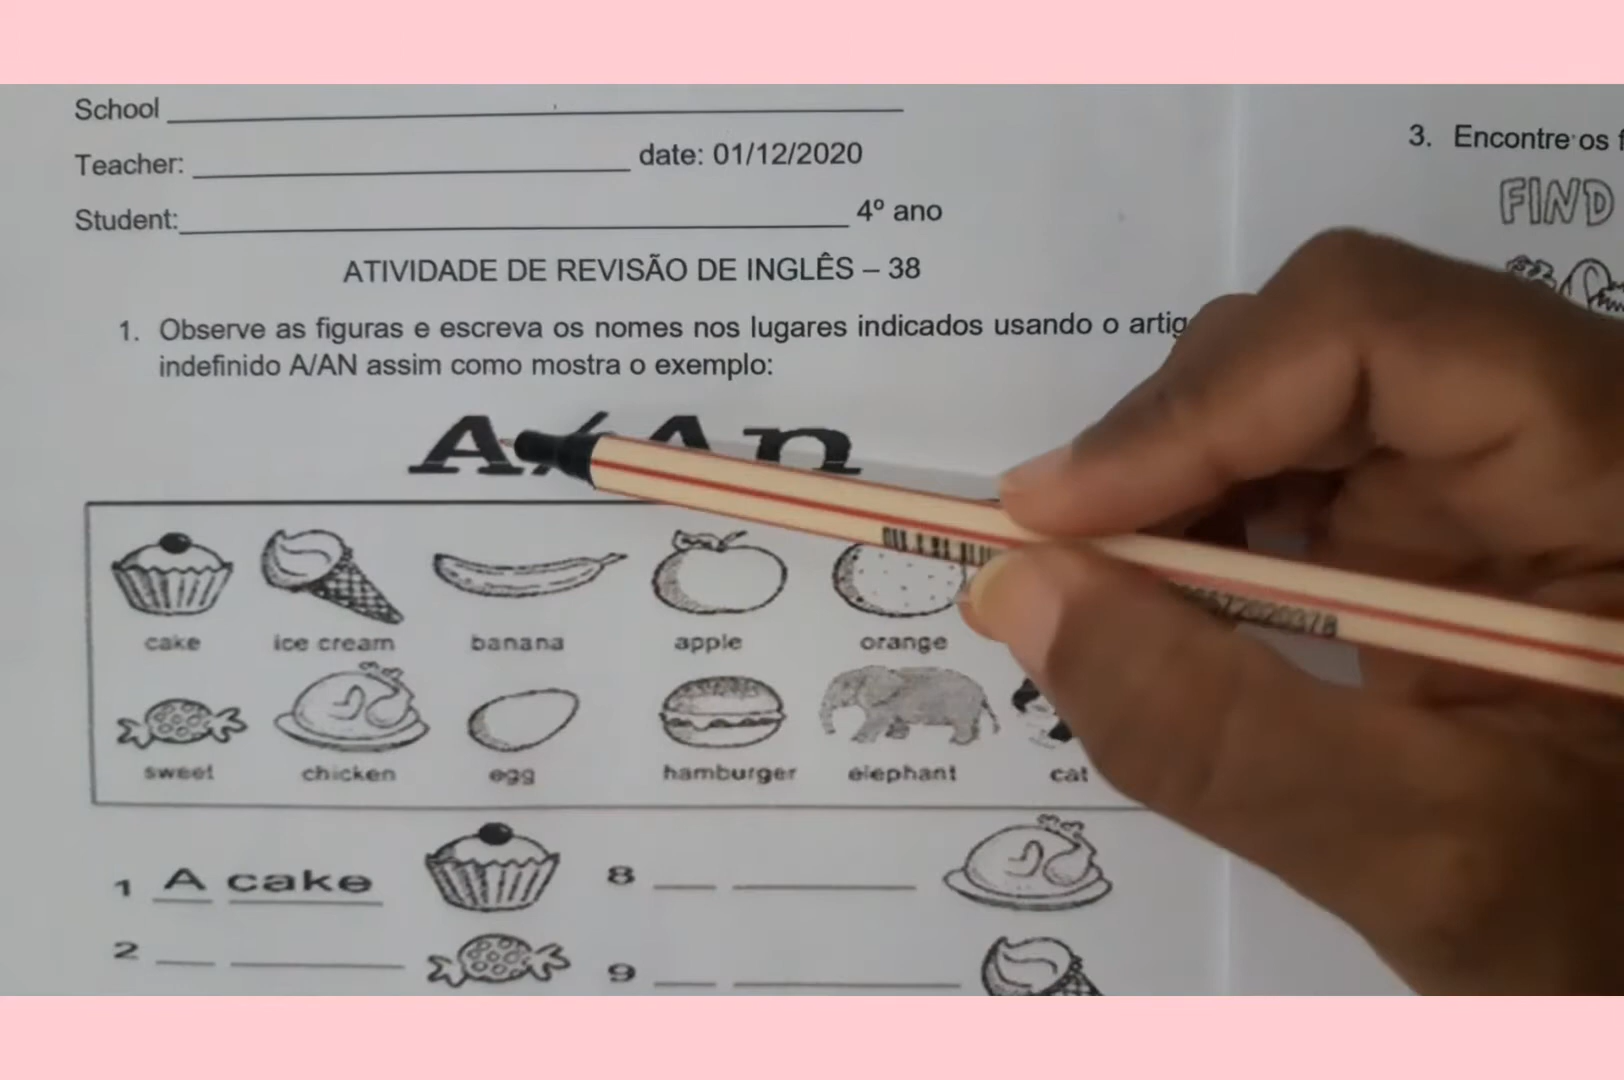 School
Teacher: date: 01/12/2020
Student: 4º ano
ATIVIDADE DE REVISÃO DE INGLÊS – 38
1. Observe as figuras e escreva os nomes nos lugares indicados usando o artig
indefinido A/AN assim como mostra o exemplo:
A/An
cake ice cream banana apple orange
sweet chicken egg hamburger elephant cat
1 A cake 8
2 9
3. Encontre os
FIND